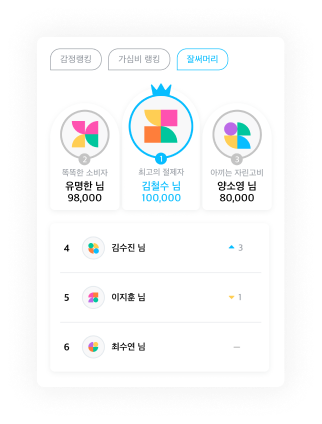 감정랭킹 가심비 랭킹 잘써머리
2 1 3
똑똑한 소비자 최고의 절제자 아끼는 자린고비
유명한 님 김철수 님 양소영 님
98,000 100,000 80,000
4 김수진 님 3
5 이지훈 님 1
6 최수연 님 —